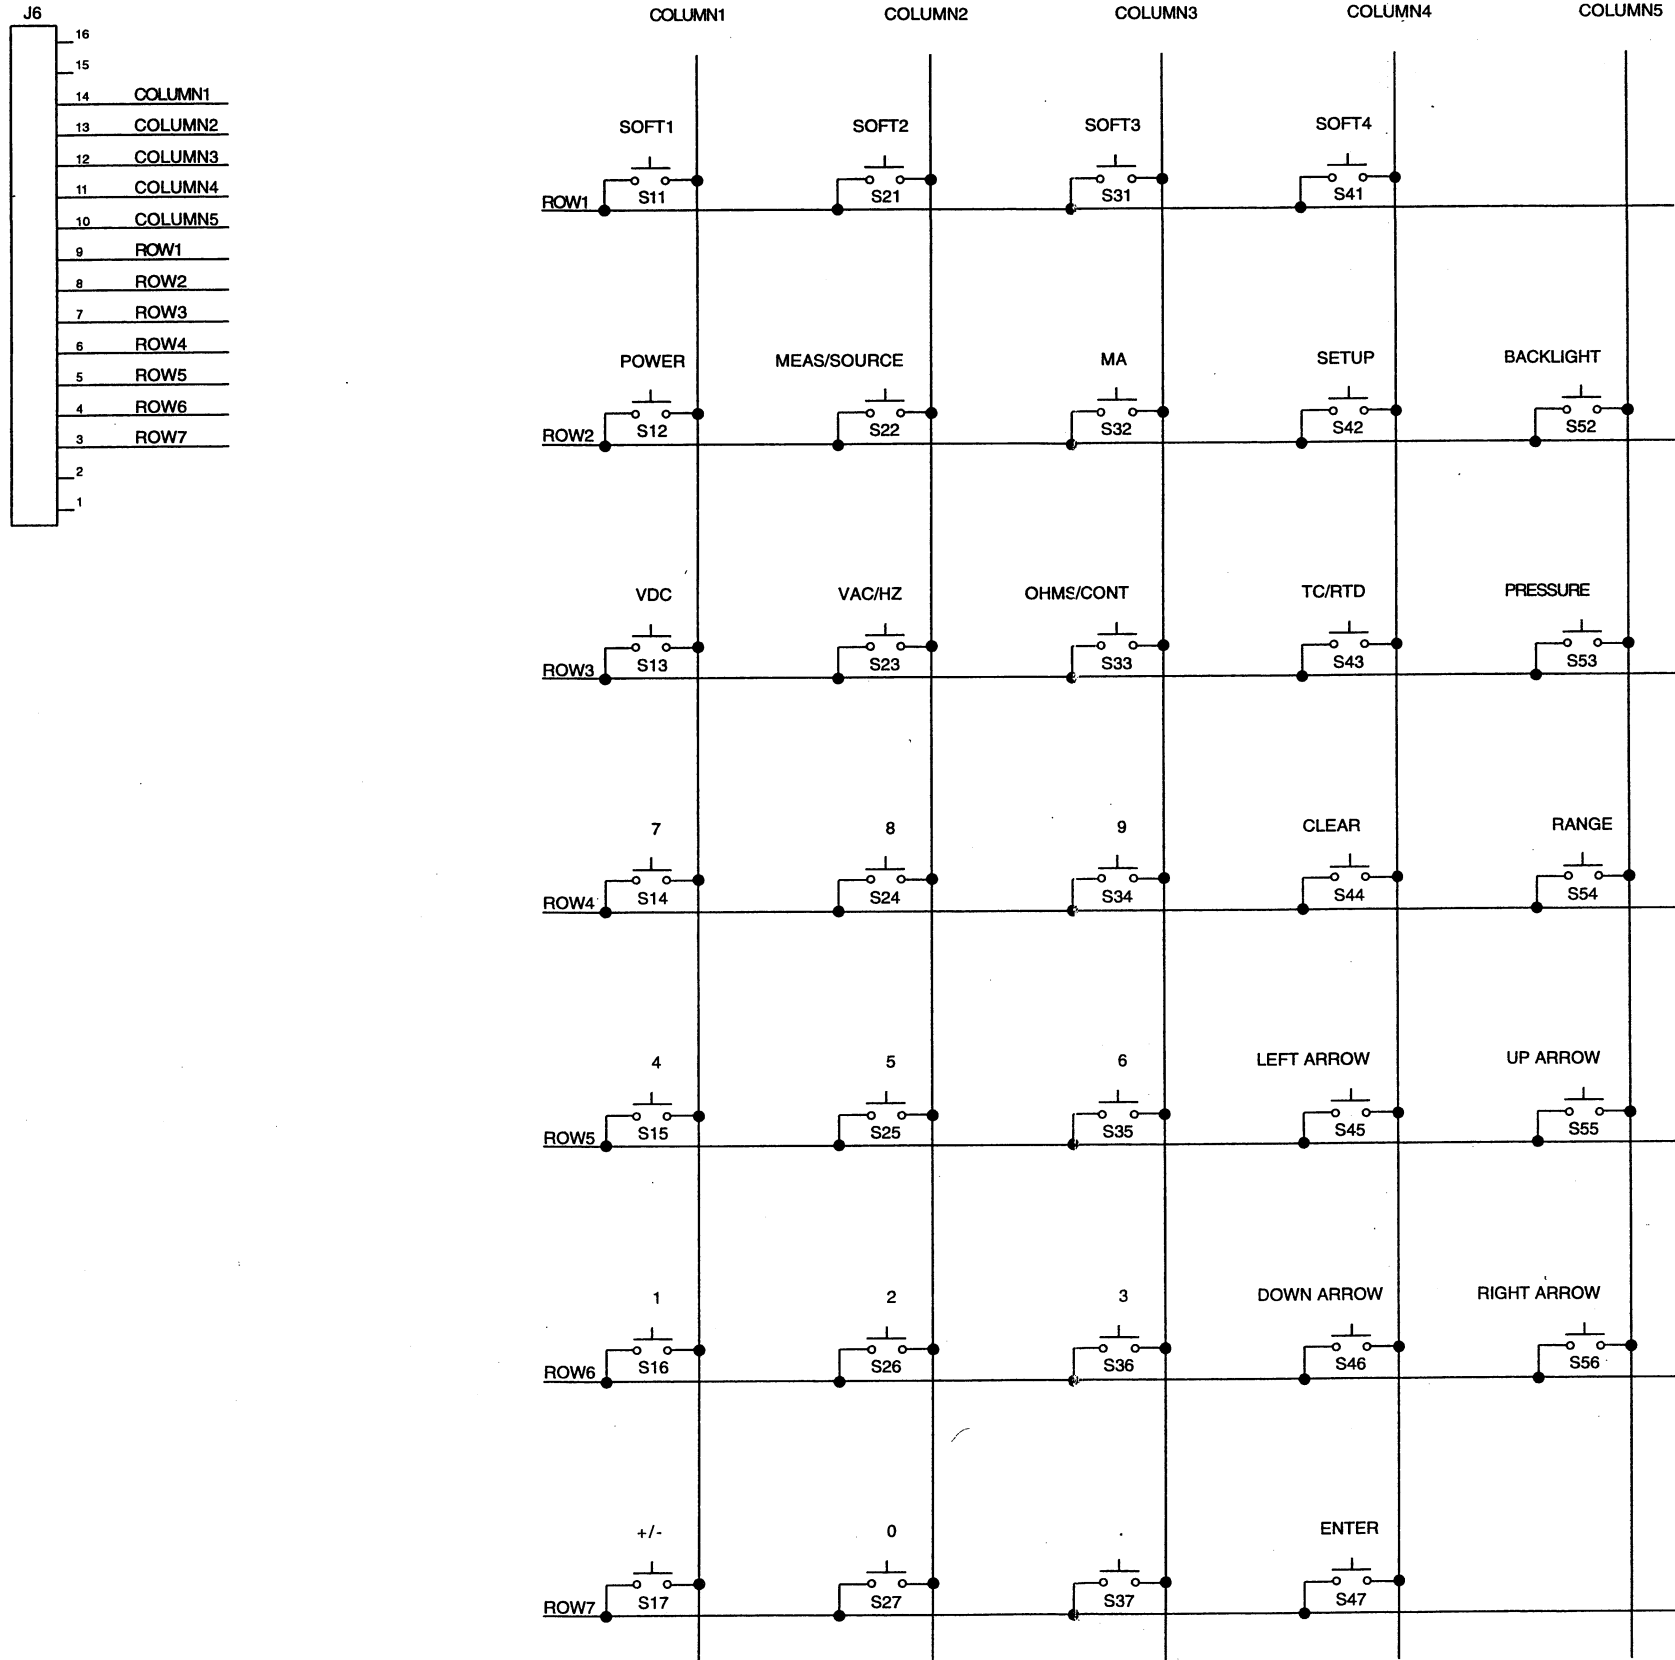 J6
16
15
14 COLUMN1
13 COLUMN2
12 COLUMN3
11 COLUMN4
10 COLUMN5
9 ROW1
8 ROW2
7 ROW3
6 ROW4
5 ROW5
4 ROW6
3 ROW7
2
1
COLUMN1 COLUMN2 COLUMN3 COLUMN4 COLUMN5
SOFT1 SOFT2 SOFT3 SOFT4
ROW1 S11 S21 S31 S41
POWER MEAS/SOURCE MA SETUP BACKLIGHT
ROW2 S12 S22 S32 S42 S52
VDC VAC/HZ OHMS/CONT TC/RTD PRESSURE
ROW3 S13 S23 S33 S43 S53
7 8 9 CLEAR RANGE
ROW4 S14 S24 S34 S44 S54
4 5 6 LEFT ARROW UP ARROW
ROW5 S15 S25 S35 S45 S55
1 2 3 DOWN ARROW RIGHT ARROW
ROW6 S16 S26 S36 S46 S56
+/- 0 . ENTER
ROW7 S17 S27 S37 S47